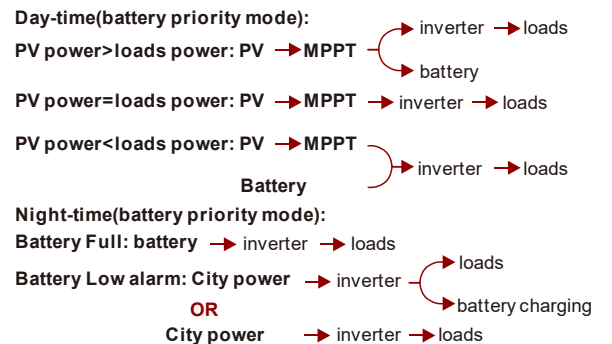 Day-time(battery priority mode):
PV power>loads power: PV MPPT inverter loads
battery
PV power=loads power: PV MPPT inverter loads
PV power<loads power: PV MPPT
inverter loads
Battery
Night-time(battery priority mode):
Battery Full: battery inverter loads
Battery Low alarm: City power inverter loads
battery charging
OR
City power inverter loads